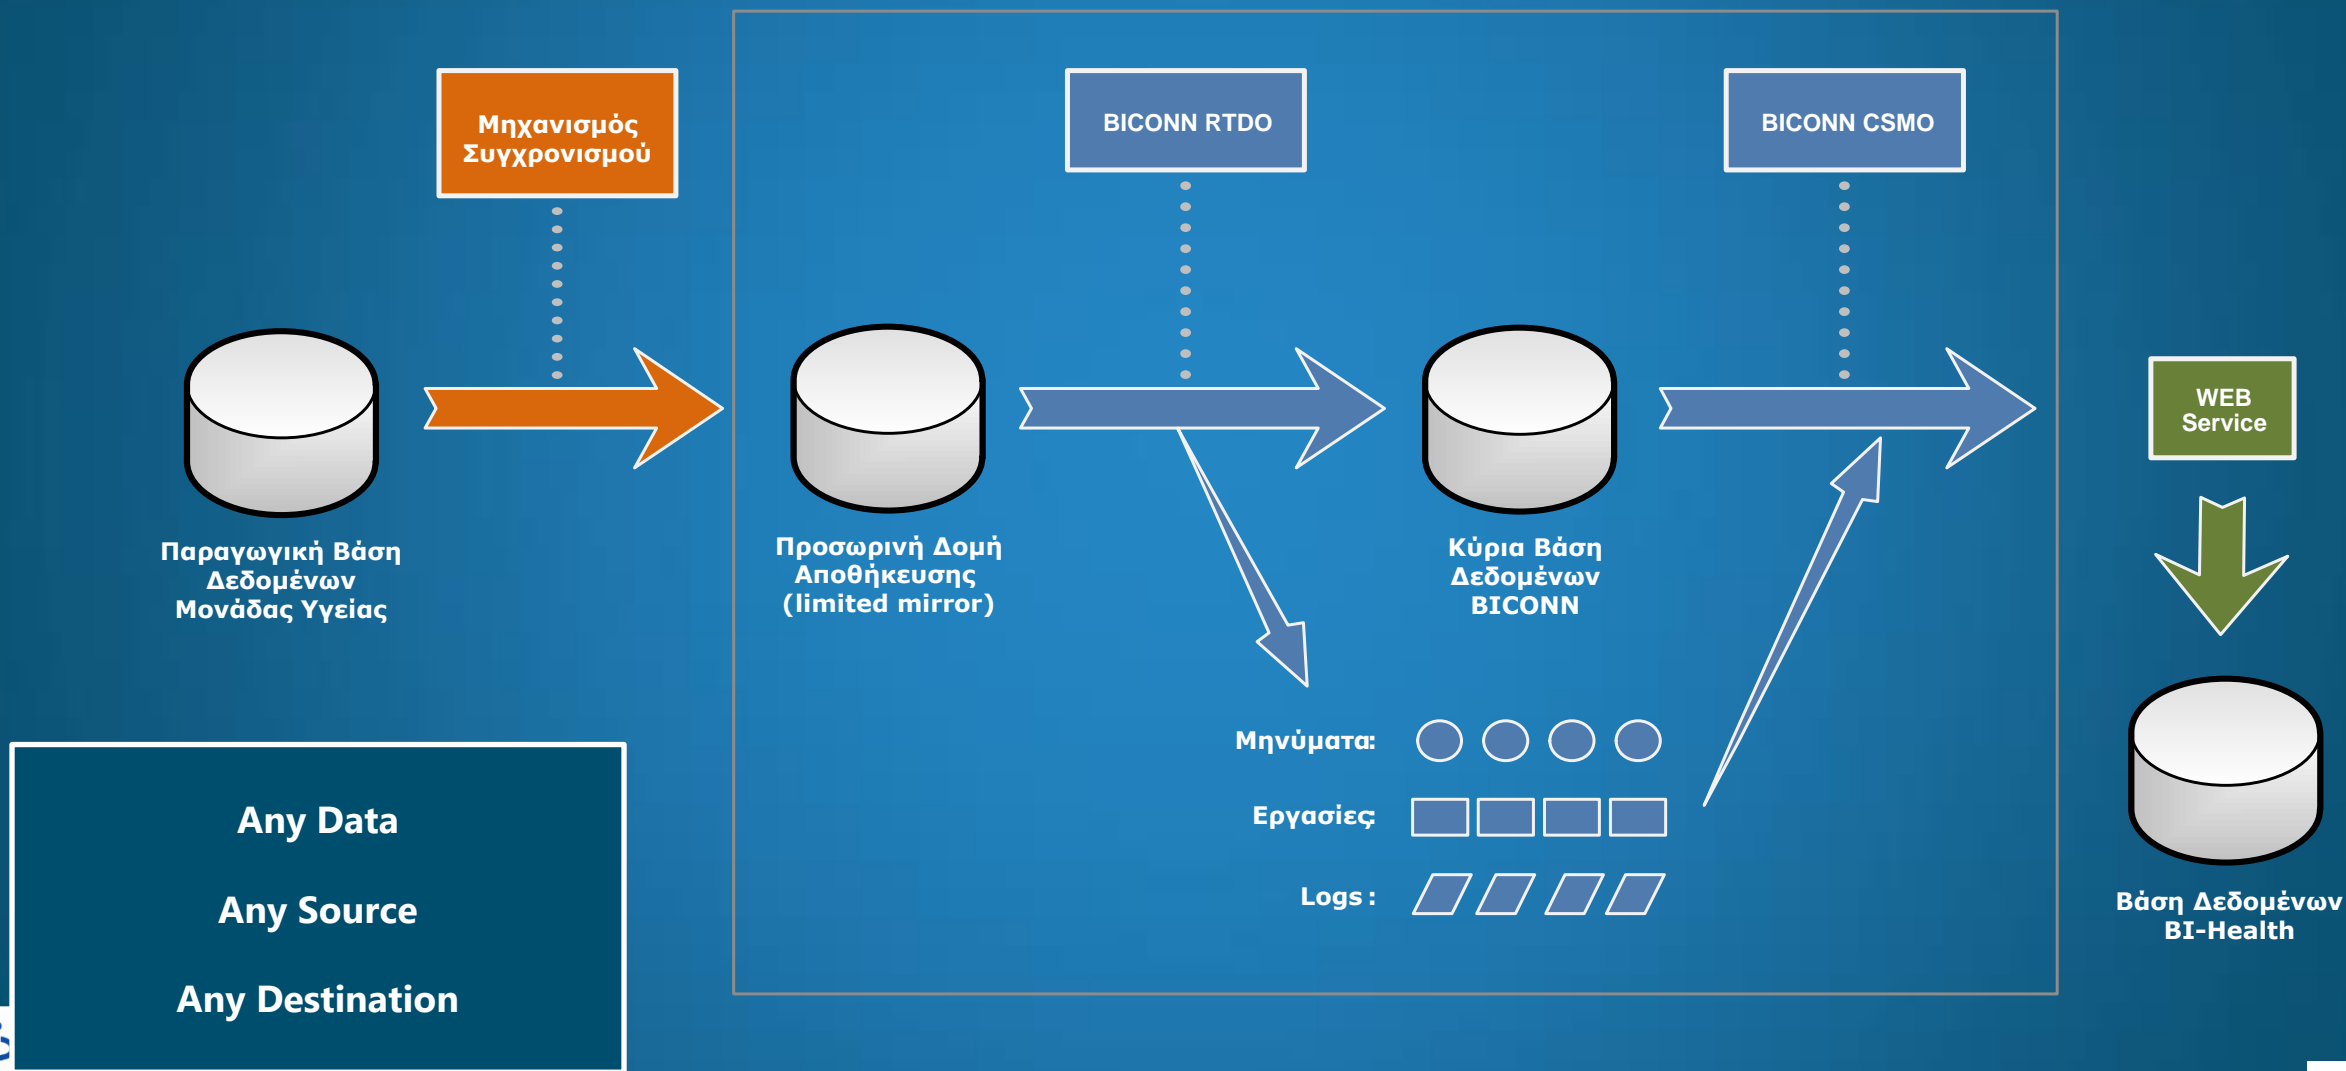 Μηχανισμός
Συγχρονισμού
BICONN RTDO
BICONN CSMO
WEB
Service
Παραγωγική Βάση
Δεδομένων
Μονάδας Υγείας
Προσωρινή Δομή
Αποθήκευσης
(limited mirror)
Κύρια Βάση
Δεδομένων
BICONN
Μηνύματα:
Εργασίες:
Logs :
Βάση Δεδομένων
BI-Health
Any Data
Any Source
Any Destination